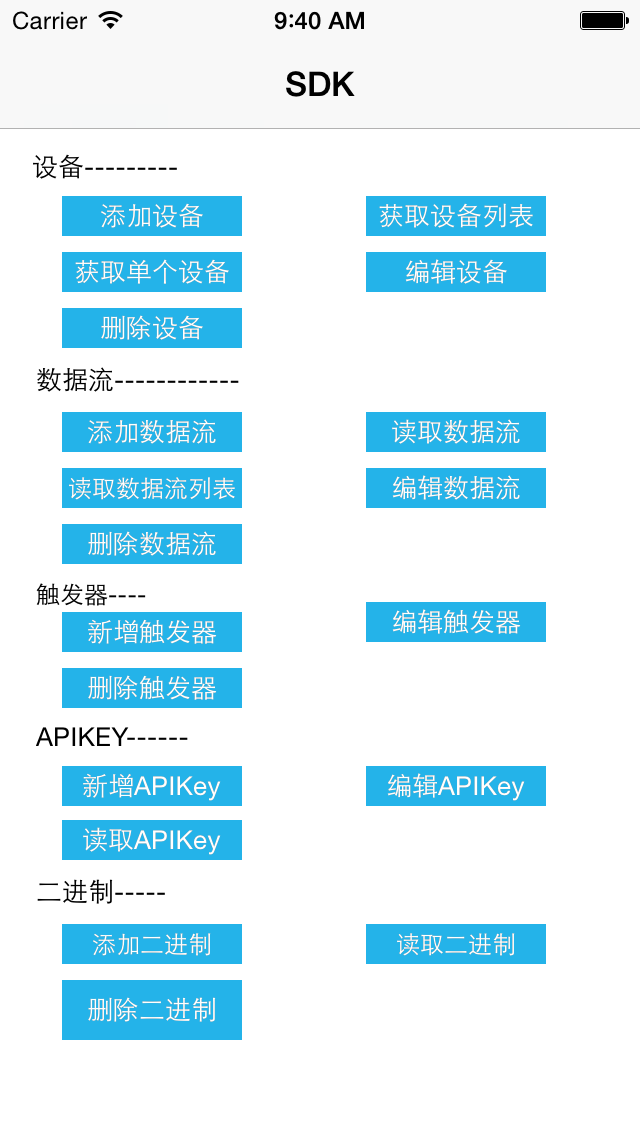 Carrier 9:40 AM
SDK
设备---------
添加设备 获取设备列表
获取单个设备 编辑设备
删除设备
数据流------------
添加数据流 读取数据流
读取数据流列表 编辑数据流
删除数据流
触发器----
新增触发器 编辑触发器
删除触发器
APIKEY------
新增APIKey 编辑APIKey
读取APIKey
二进制-----
添加二进制 读取二进制
删除二进制